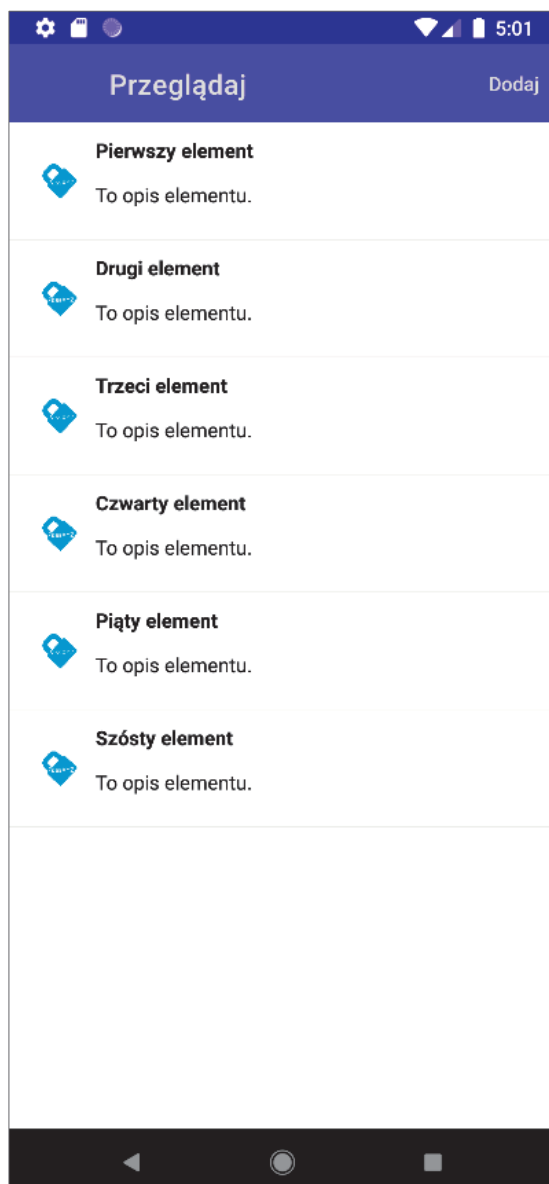 5:01
Przeglądaj Dodaj
Pierwszy element
To opis elementu.
Drugi element
To opis elementu.
Trzeci element
To opis elementu.
Czwarty element
To opis elementu.
Piąty element
To opis elementu.
Szósty element
To opis elementu.